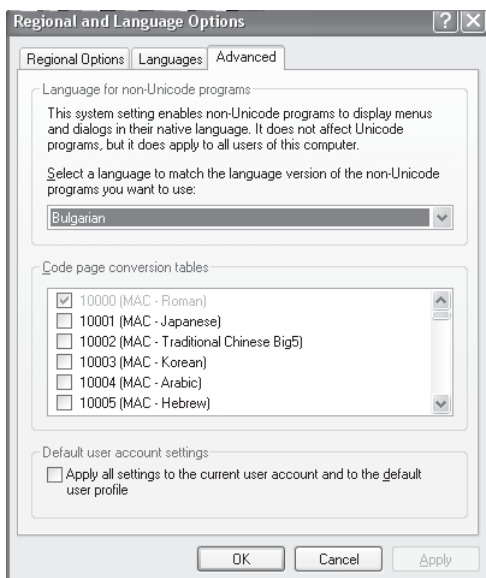 Regional and Language Options
Regional Options Languages Advanced
Language for non-Unicode programs
This system setting enables non-Unicode programs to display menus
and dialogs in their native language. It does not affect Unicode
programs, but it does apply to all users of this computer.
Select a language to match the language version of the non-Unicode
programs you want to use:
Bulgarian
Code page conversion tables
10000 (MAC - Roman)
10001 (MAC - Japanese)
10002 (MAC - Traditional Chinese Big5)
10003 (MAC - Korean)
10004 (MAC - Arabic)
10005 (MAC - Hebrew)
Default user account settings
Apply all settings to the current user account and to the default
user profile
OK Cancel Apply